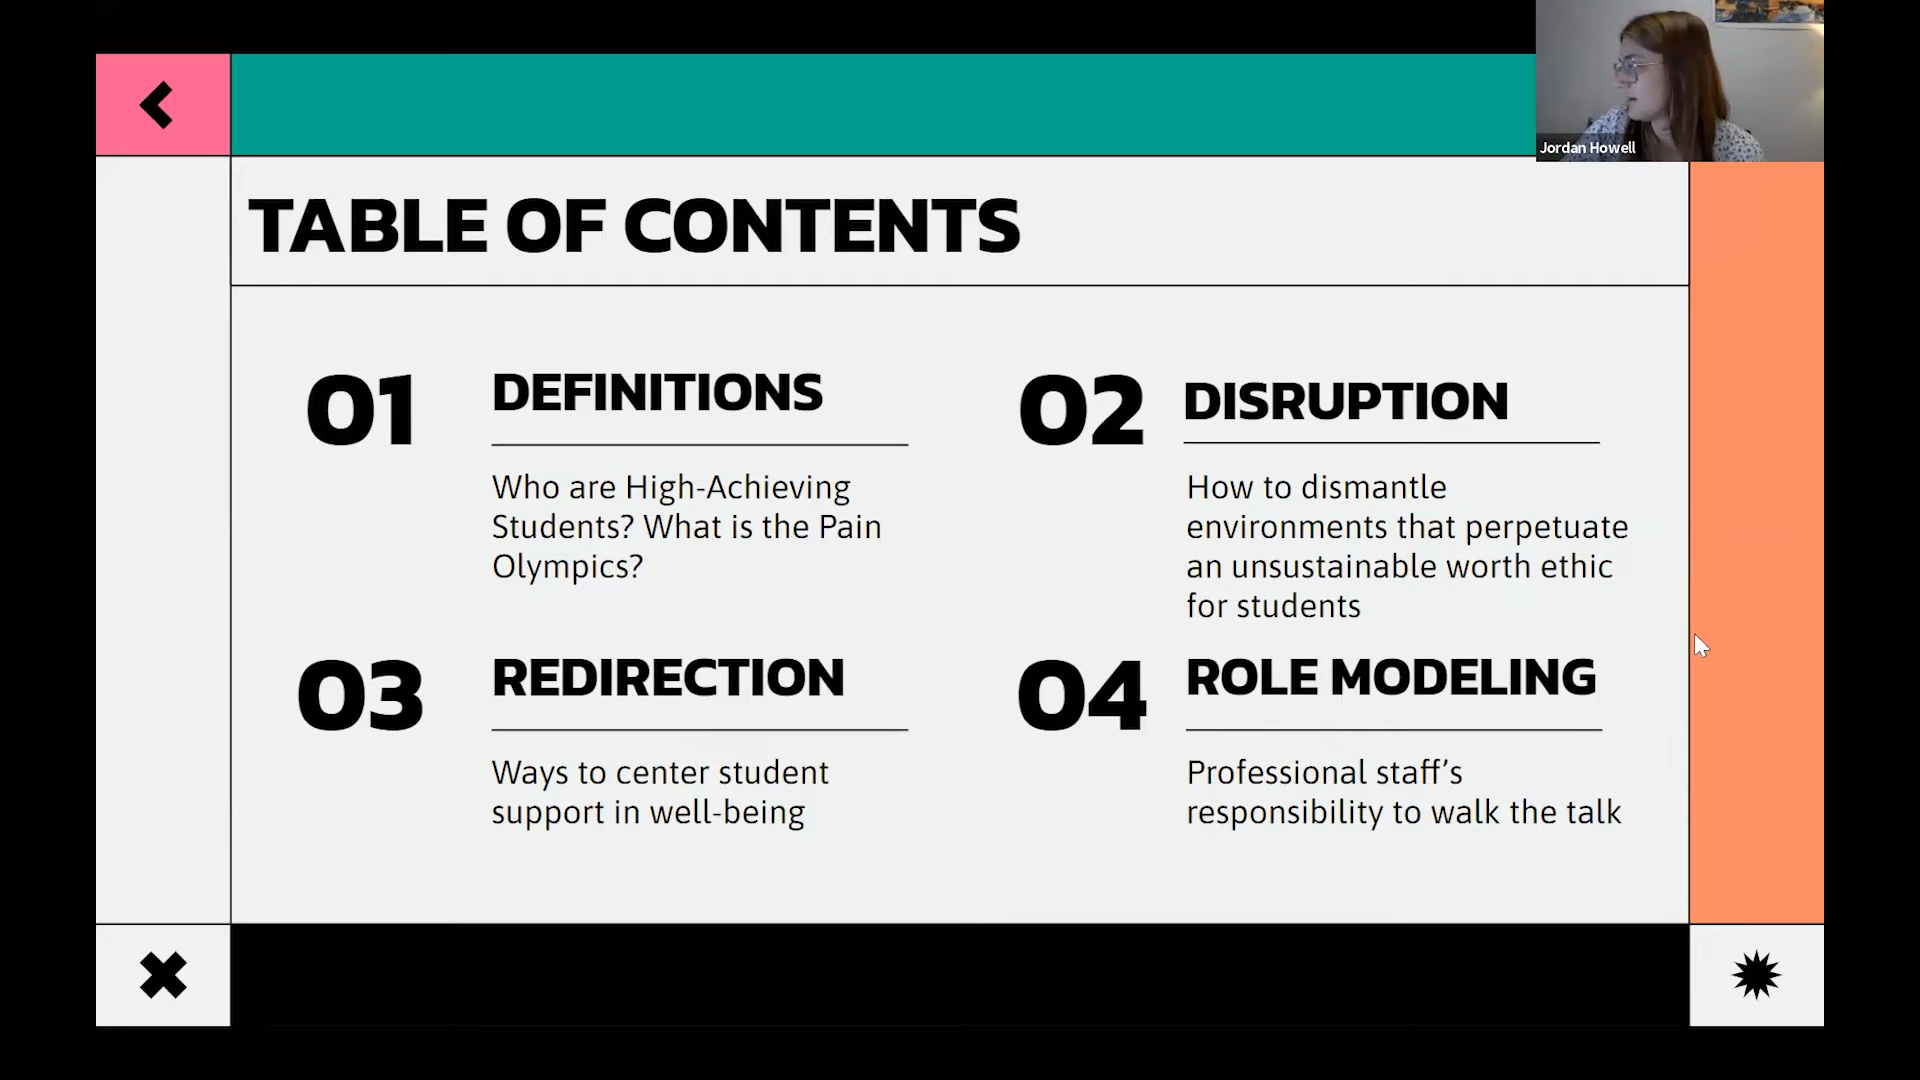 Jordan Howell
TABLE OF CONTENTS
01
DEFINITIONS
Who are High-Achieving
Students? What is the Pain
Olympics?
02
DISRUPTION
How to dismantle
environments that perpetuate
an unsustainable worth ethic
for students
03
REDIRECTION
Ways to center student
support in well-being
04
ROLE MODELING
Professional staff’s
responsibility to walk the talk